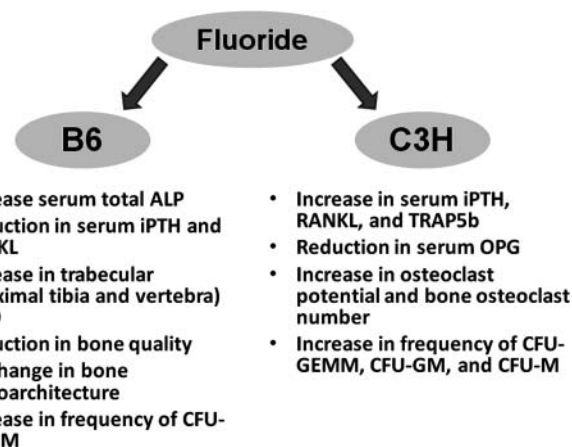 Fluoride
B6
ease serum total ALP
uction in serum iPTH and
KL
ease in trabecular
ximal tibia and vertebra)
uction in bone quality
hange in bone
oarchitecture
ease in frequency of CFU-
M
C3H
• Increase in serum iPTH,
RANKL, and TRAP5b
• Reduction in serum OPG
• Increase in osteoclast
potential and bone osteoclast
number
• Increase in frequency of CFU-
GEMM, CFU-GM, and CFU-M